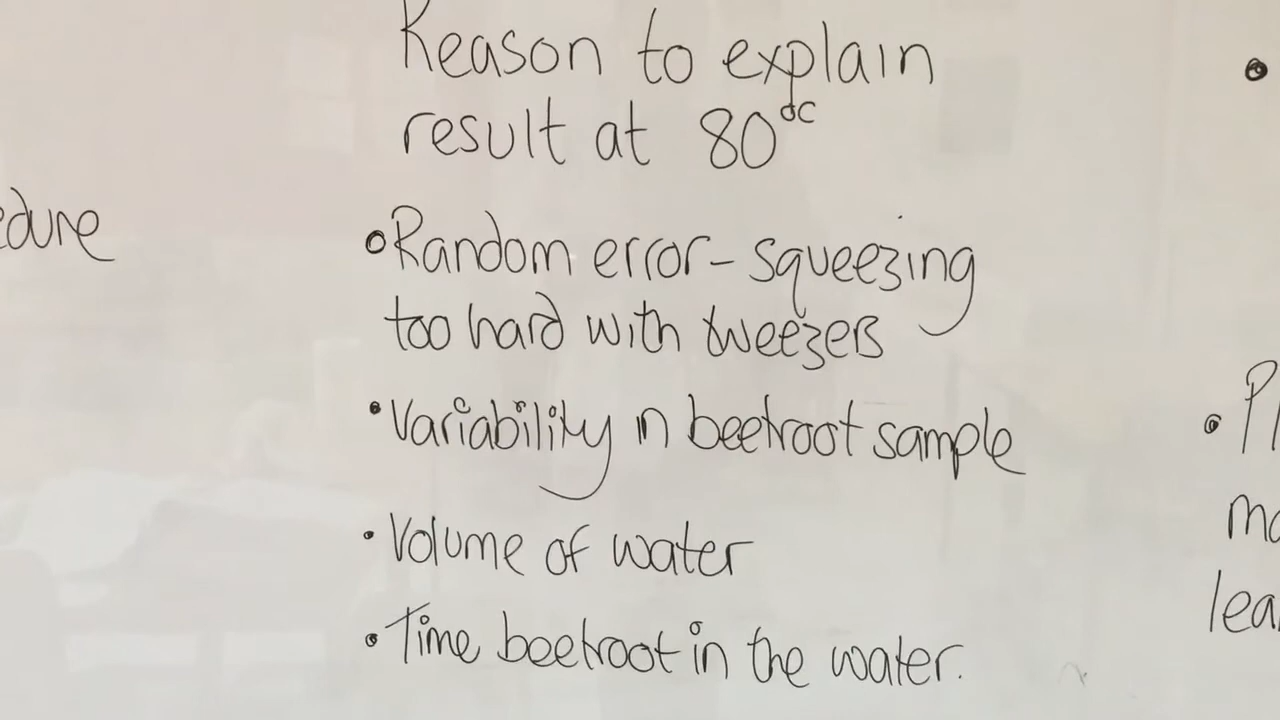 Reason to explain
result at 80°C
• Random error - squeezing
too hard with tweezers
• Variability in beetroot sample
• Volume of water
• Time beetroot in the water.